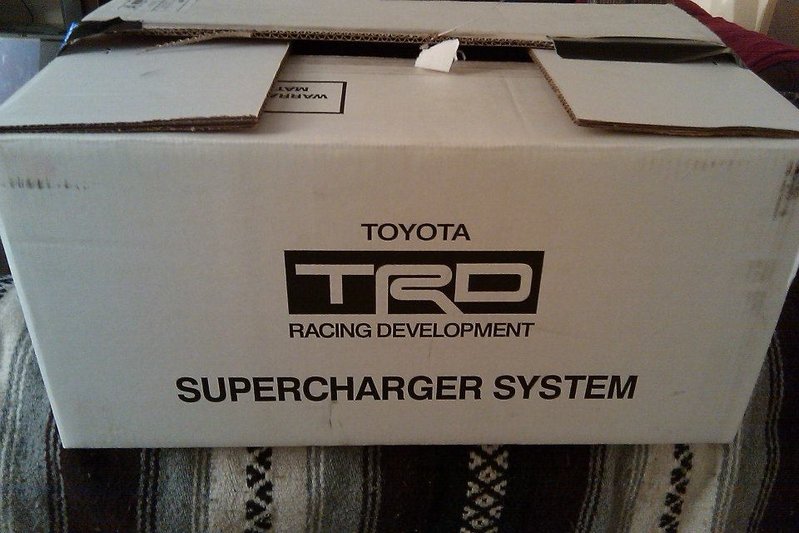 TOYOTA
TRD
RACING DEVELOPMENT
SUPERCHARGER SYSTEM